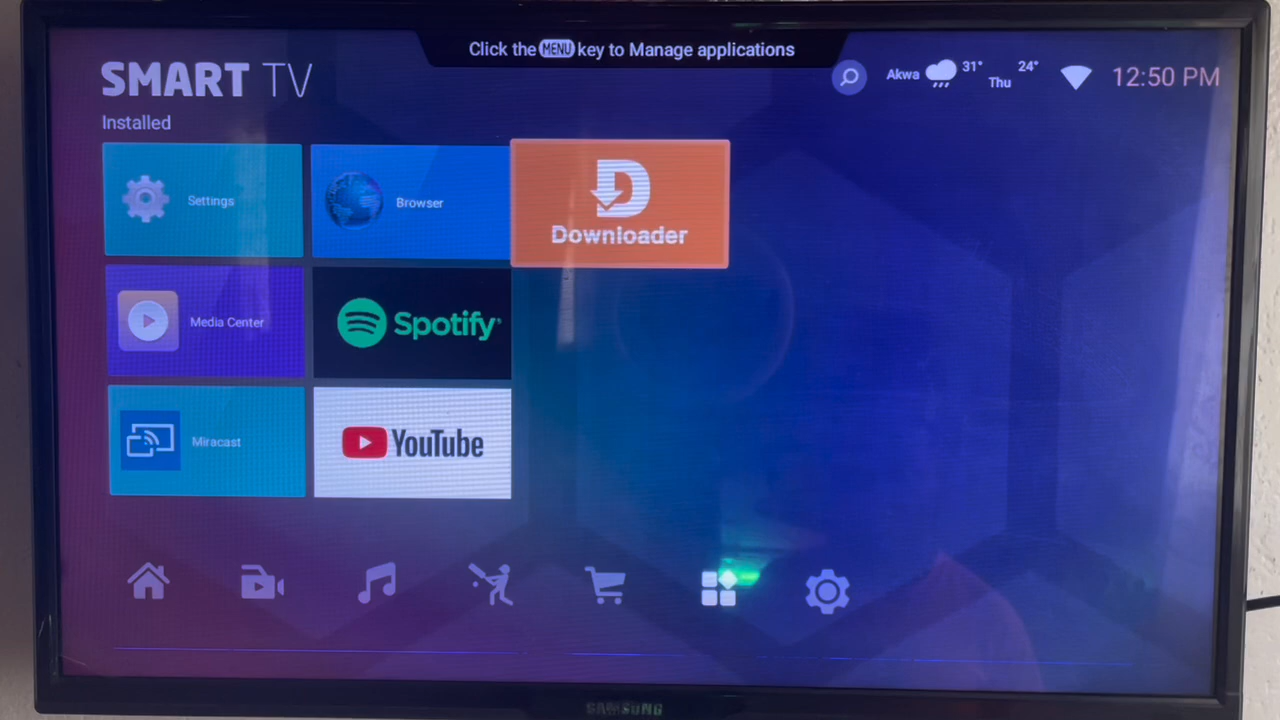 Click the MENU key to Manage applications
SMART TV
Akwa 31° Thu 24° 12:50 PM
Installed
Settings
Browser
Downloader
Media Center
Spotify
Miracast
YouTube
SAMSUNG